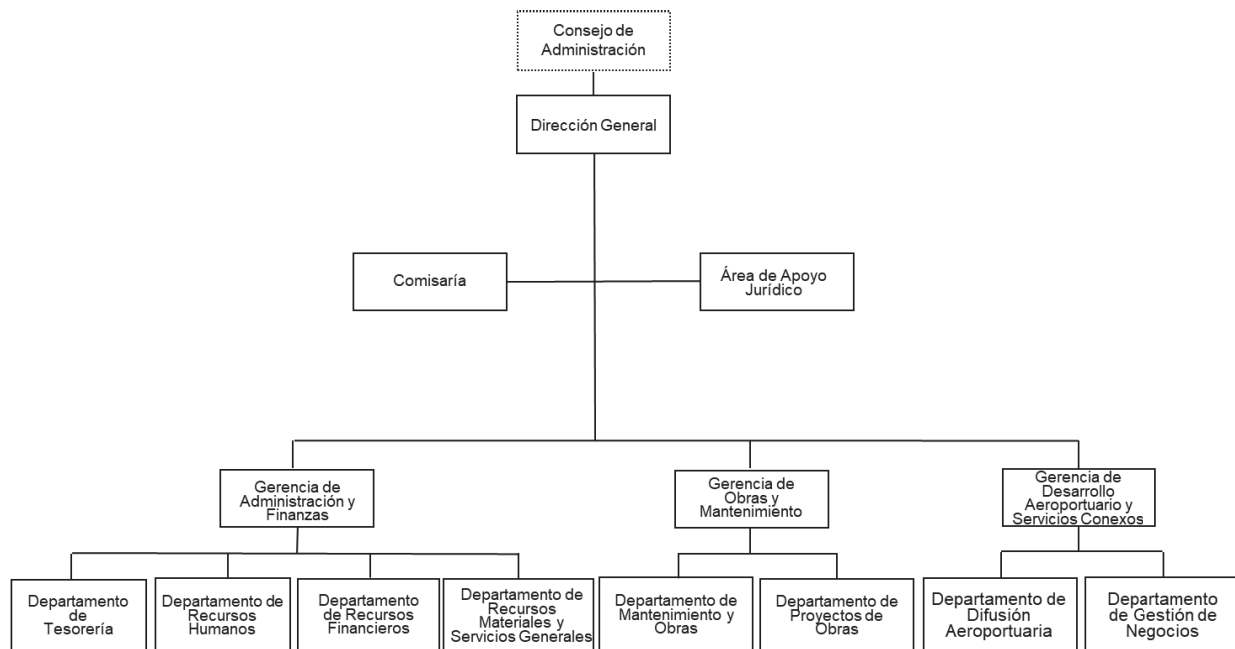 Consejo de
Administración
Dirección General
Comisaría
Área de Apoyo
Jurídico
Gerencia de
Administración y
Finanzas
Gerencia de
Obras y
Mantenimiento
Gerencia de
Desarrollo
Aeroportuario y
Servicios Conexos
Departamento
de
Tesorería
Departamento de
Recursos
Humanos
Departamento
de Recursos
Financieros
Departamento de
Recursos
Materiales y
Servicios Generales
Departamento de
Mantenimiento y
Obras
Departamento de
Proyectos de
Obras
Departamento de
Difusión
Aeroportuaria
Departamento
de Gestión de
Negocios